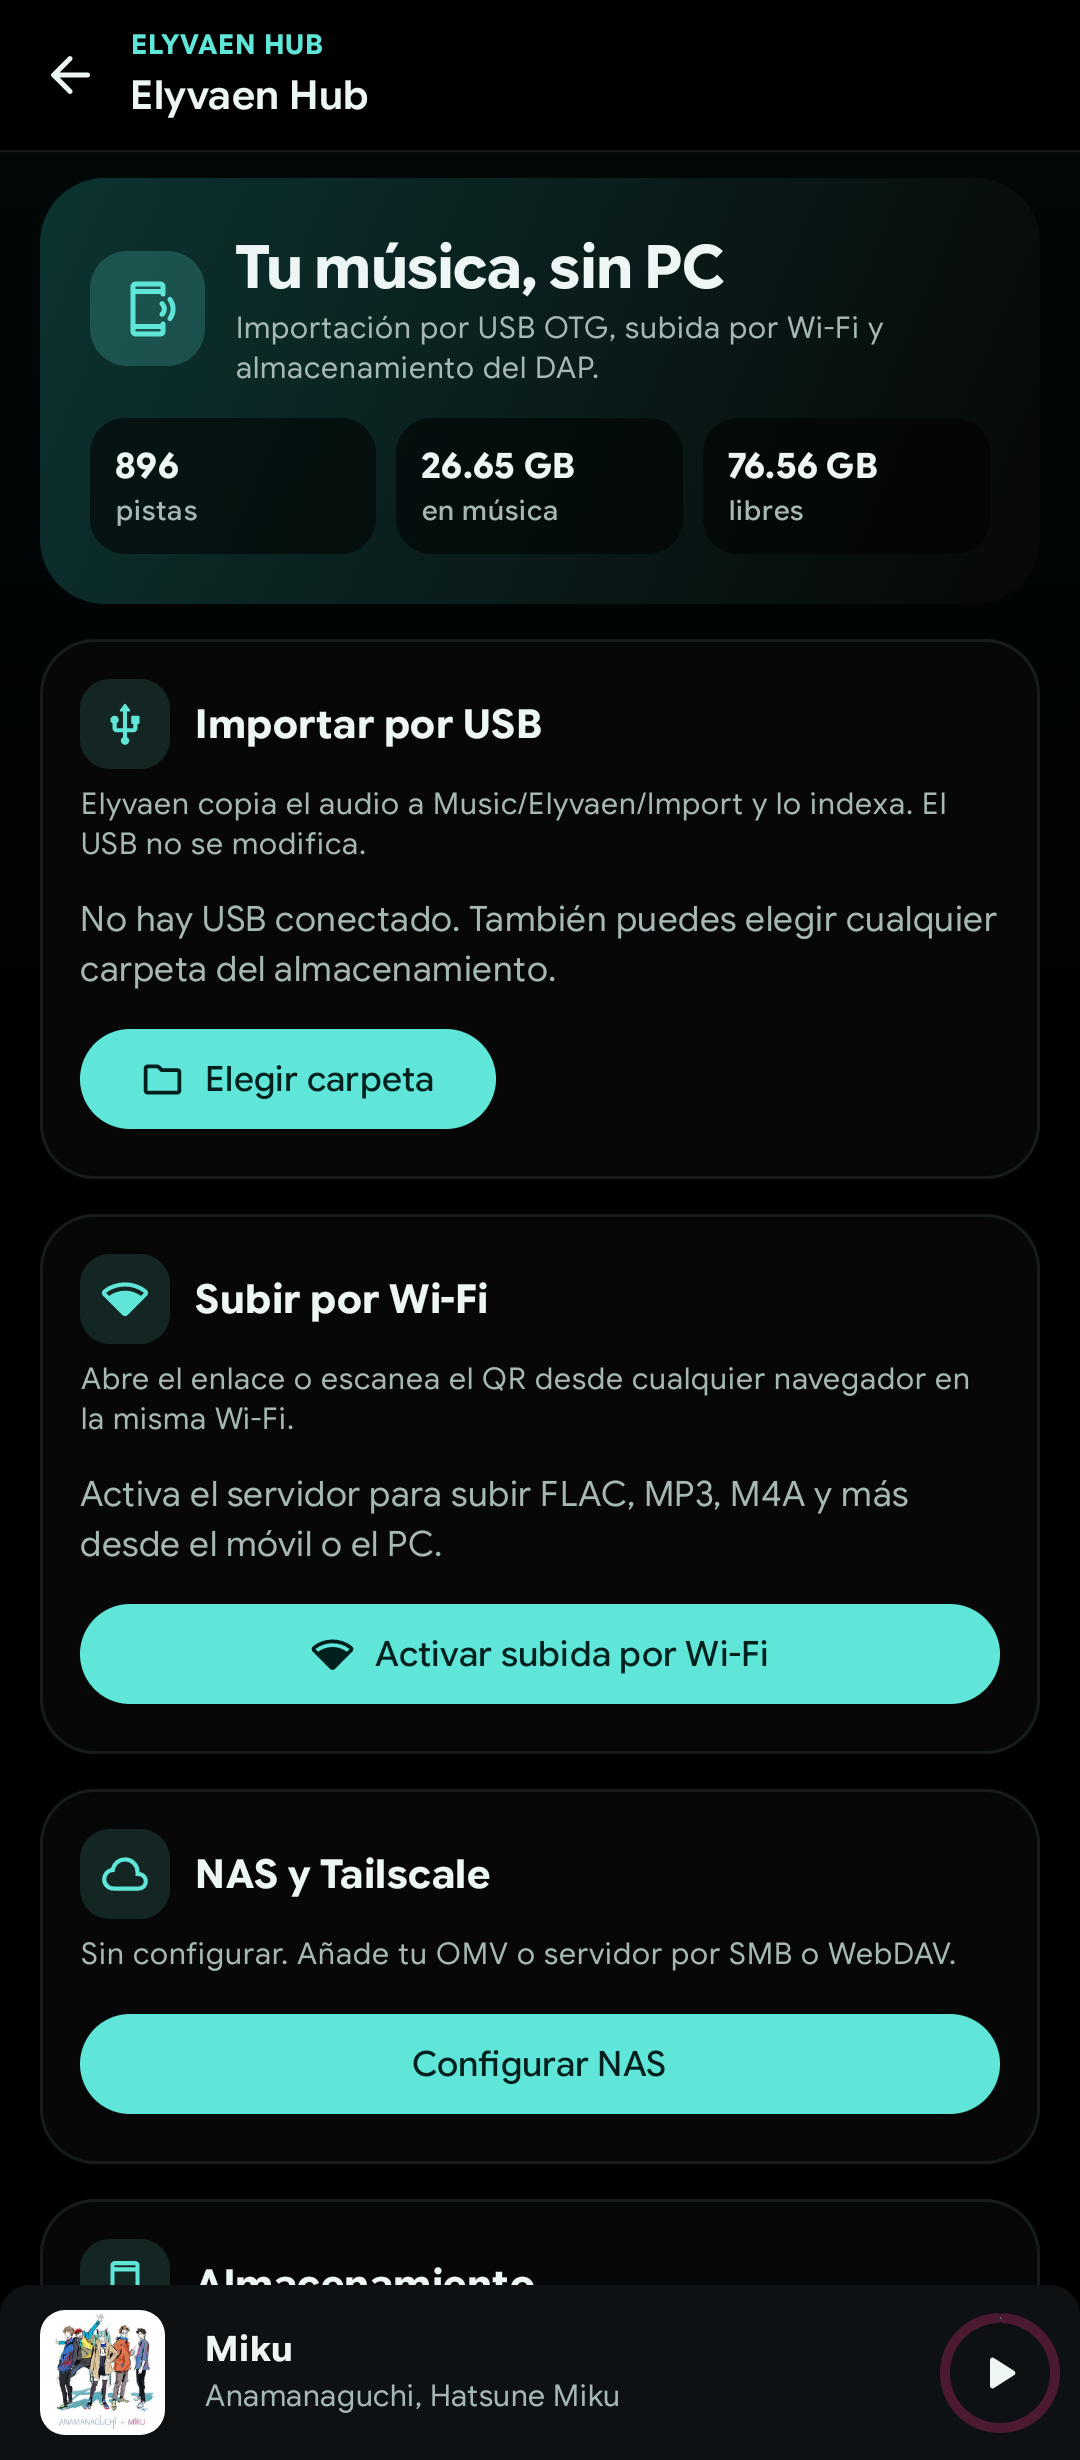 ELYVAEN HUB
Elyvaen Hub
Tu música, sin PC
Importación por USB OTG, subida por Wi-Fi y
almacenamiento del DAP.
896
pistas
26.65 GB
en música
76.56 GB
libres
Importar por USB
Elyvaen copia el audio a Music/Elyvaen/Import y lo indexa. El
USB no se modifica.
No hay USB conectado. También puedes elegir cualquier
carpeta del almacenamiento.
Elegir carpeta
Subir por Wi-Fi
Abre el enlace o escanea el QR desde cualquier navegador en
la misma Wi-Fi.
Activa el servidor para subir FLAC, MP3, M4A y más
desde el móvil o el PC.
Activar subida por Wi-Fi
NAS y Tailscale
Sin configurar. Añade tu OMV o servidor por SMB o WebDAV.
Configurar NAS
Almacenamiento
ANAMANAGUCHI + MIKU
Miku
Anamanaguchi, Hatsune Miku